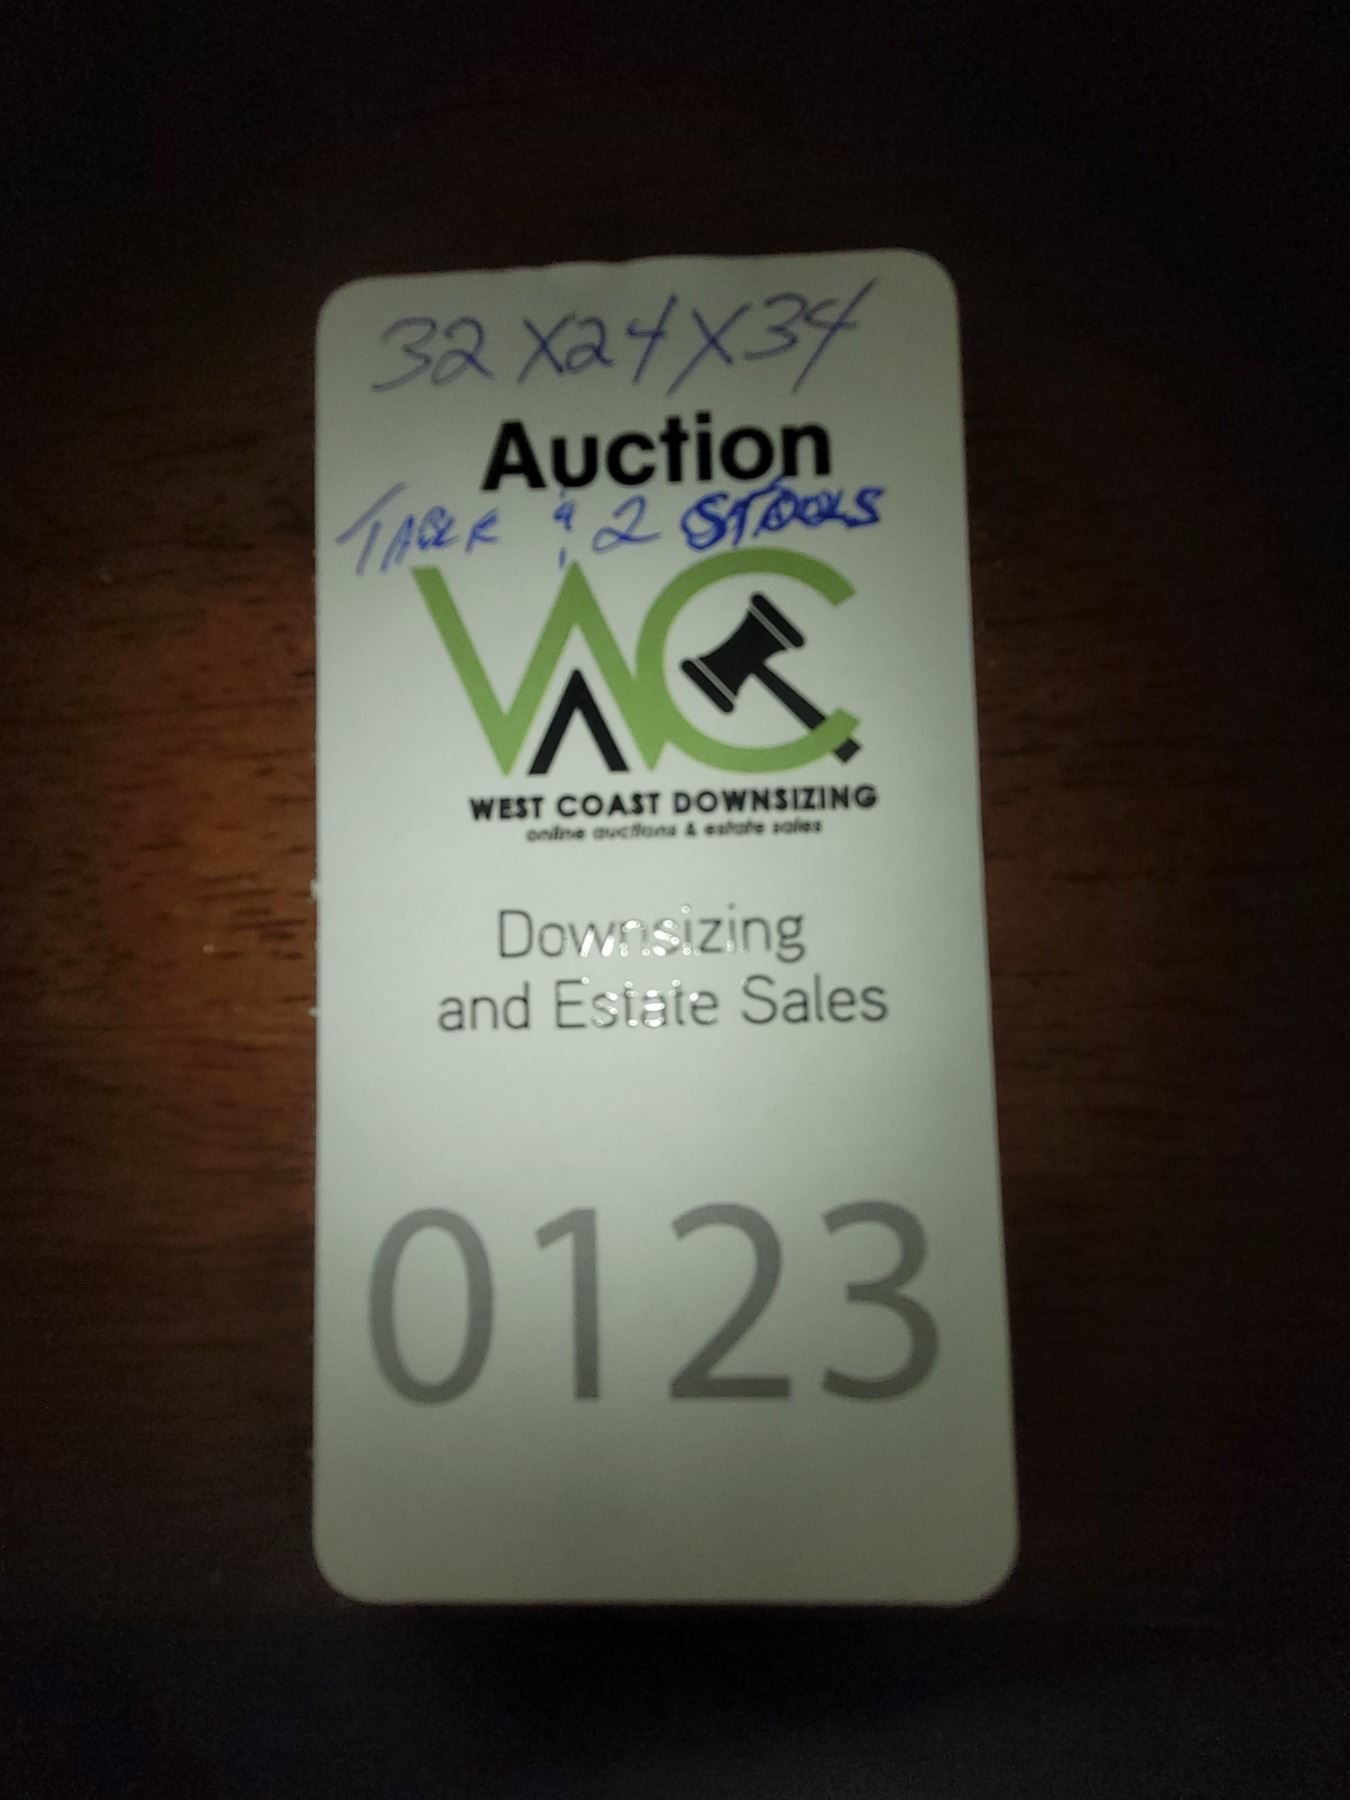 32 X 24 X 34
Auction
TABLE & 2 STOOLS
WC
WEST COAST DOWNSIZING
online auctions & estate sales
Downsizing
and Estate Sales
0123